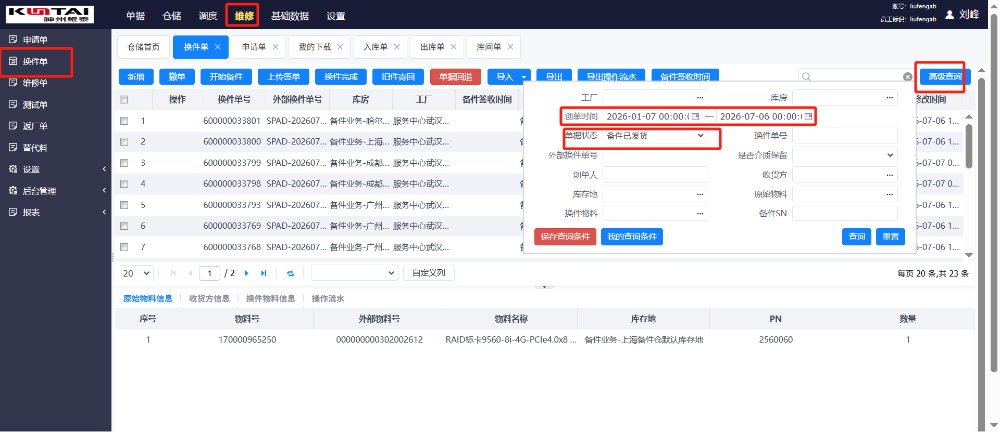 KUNTAI
神州鲲泰
单据 仓储 调度 维修 基础数据 设置
账号: liufengab
员工标识: liufengab
刘峰
申请单
换件单
维修单
测试单
返厂单
替代料
设置
后台管理
报表
仓储首页 换件单 申请单 我的下载 入库单 出库单 库间单
新增 撤单 开始备件 上传签单 换件完成 旧件寄回 单据回退 导入 导出 导出操作流水 备件签收时间 高级查询
操作 换件单号 外部换件单号 库房 工厂 备件签收时间 修改时间
1 600000033801 SPAD-202607... 备件业务-哈尔... 服务中心武汉... 6-07-06 1...
2 600000033800 SPAD-202607... 备件业务-上海... 服务中心武汉... 6-07-06 1...
3 600000033799 SPAD-202607... 备件业务-成都... 服务中心武汉... 6-07-07 0...
4 600000033798 SPAD-202607... 备件业务-成都... 服务中心武汉... 6-07-07 0...
5 600000033793 SPAD-202607... 备件业务-广州... 服务中心武汉... 6-07-06 1...
6 600000033769 SPAD-202607... 备件业务-广州... 服务中心武汉... 6-07-06 1...
7 600000033768 SPAD-202607... 备件业务-广州... 服务中心武汉... 6-07-06 1...
工厂 ... 库房 ...
创单时间 2026-01-07 00:00:0 — 2026-07-06 00:00:
单据状态 备件已发货 换件单号
外部换件单号 是否介质保留
创单人 收货方 ...
库存地 ... 原始物料 ...
换件物料 ... 备件SN
保存查询条件 我的查询条件 查询 重置
20 1 / 2 自定义列 每页 20 条,共 23 条
原始物料信息 收货方信息 换件物料信息 操作流水
序号 物料号 外部物料号 物料名称 库存地 PN 数量
1 170000965250 000000000302002612 RAID标卡9560-8i-4G-PCIe4.0x8 ... 备件业务-上海备件仓默认库存地 2560060 1